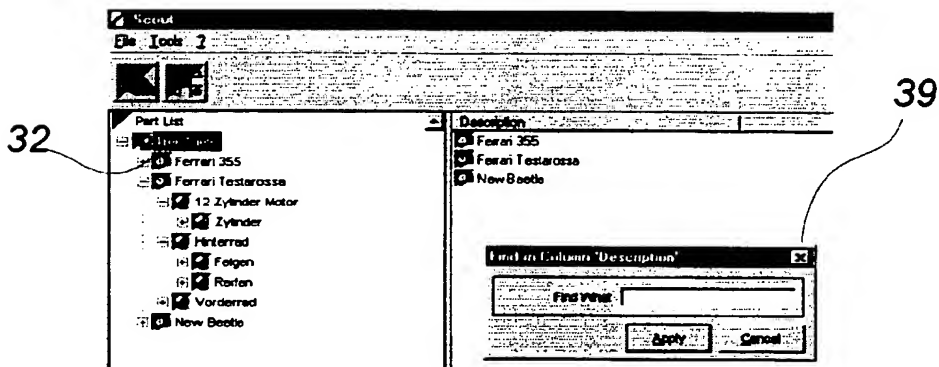 Scout
File Tools ?
39
Part List
Description
32
Ferrari 355
Ferrari 355
Ferrari Testarossa
Ferrari Testarossa
New Beetle
12 Zylinder Motor
Zylinder
Hinterrad
Find in Column 'Description'
Felgen
Find What
Reifen
Vorderrad
Apply
Cancel
New Beetle